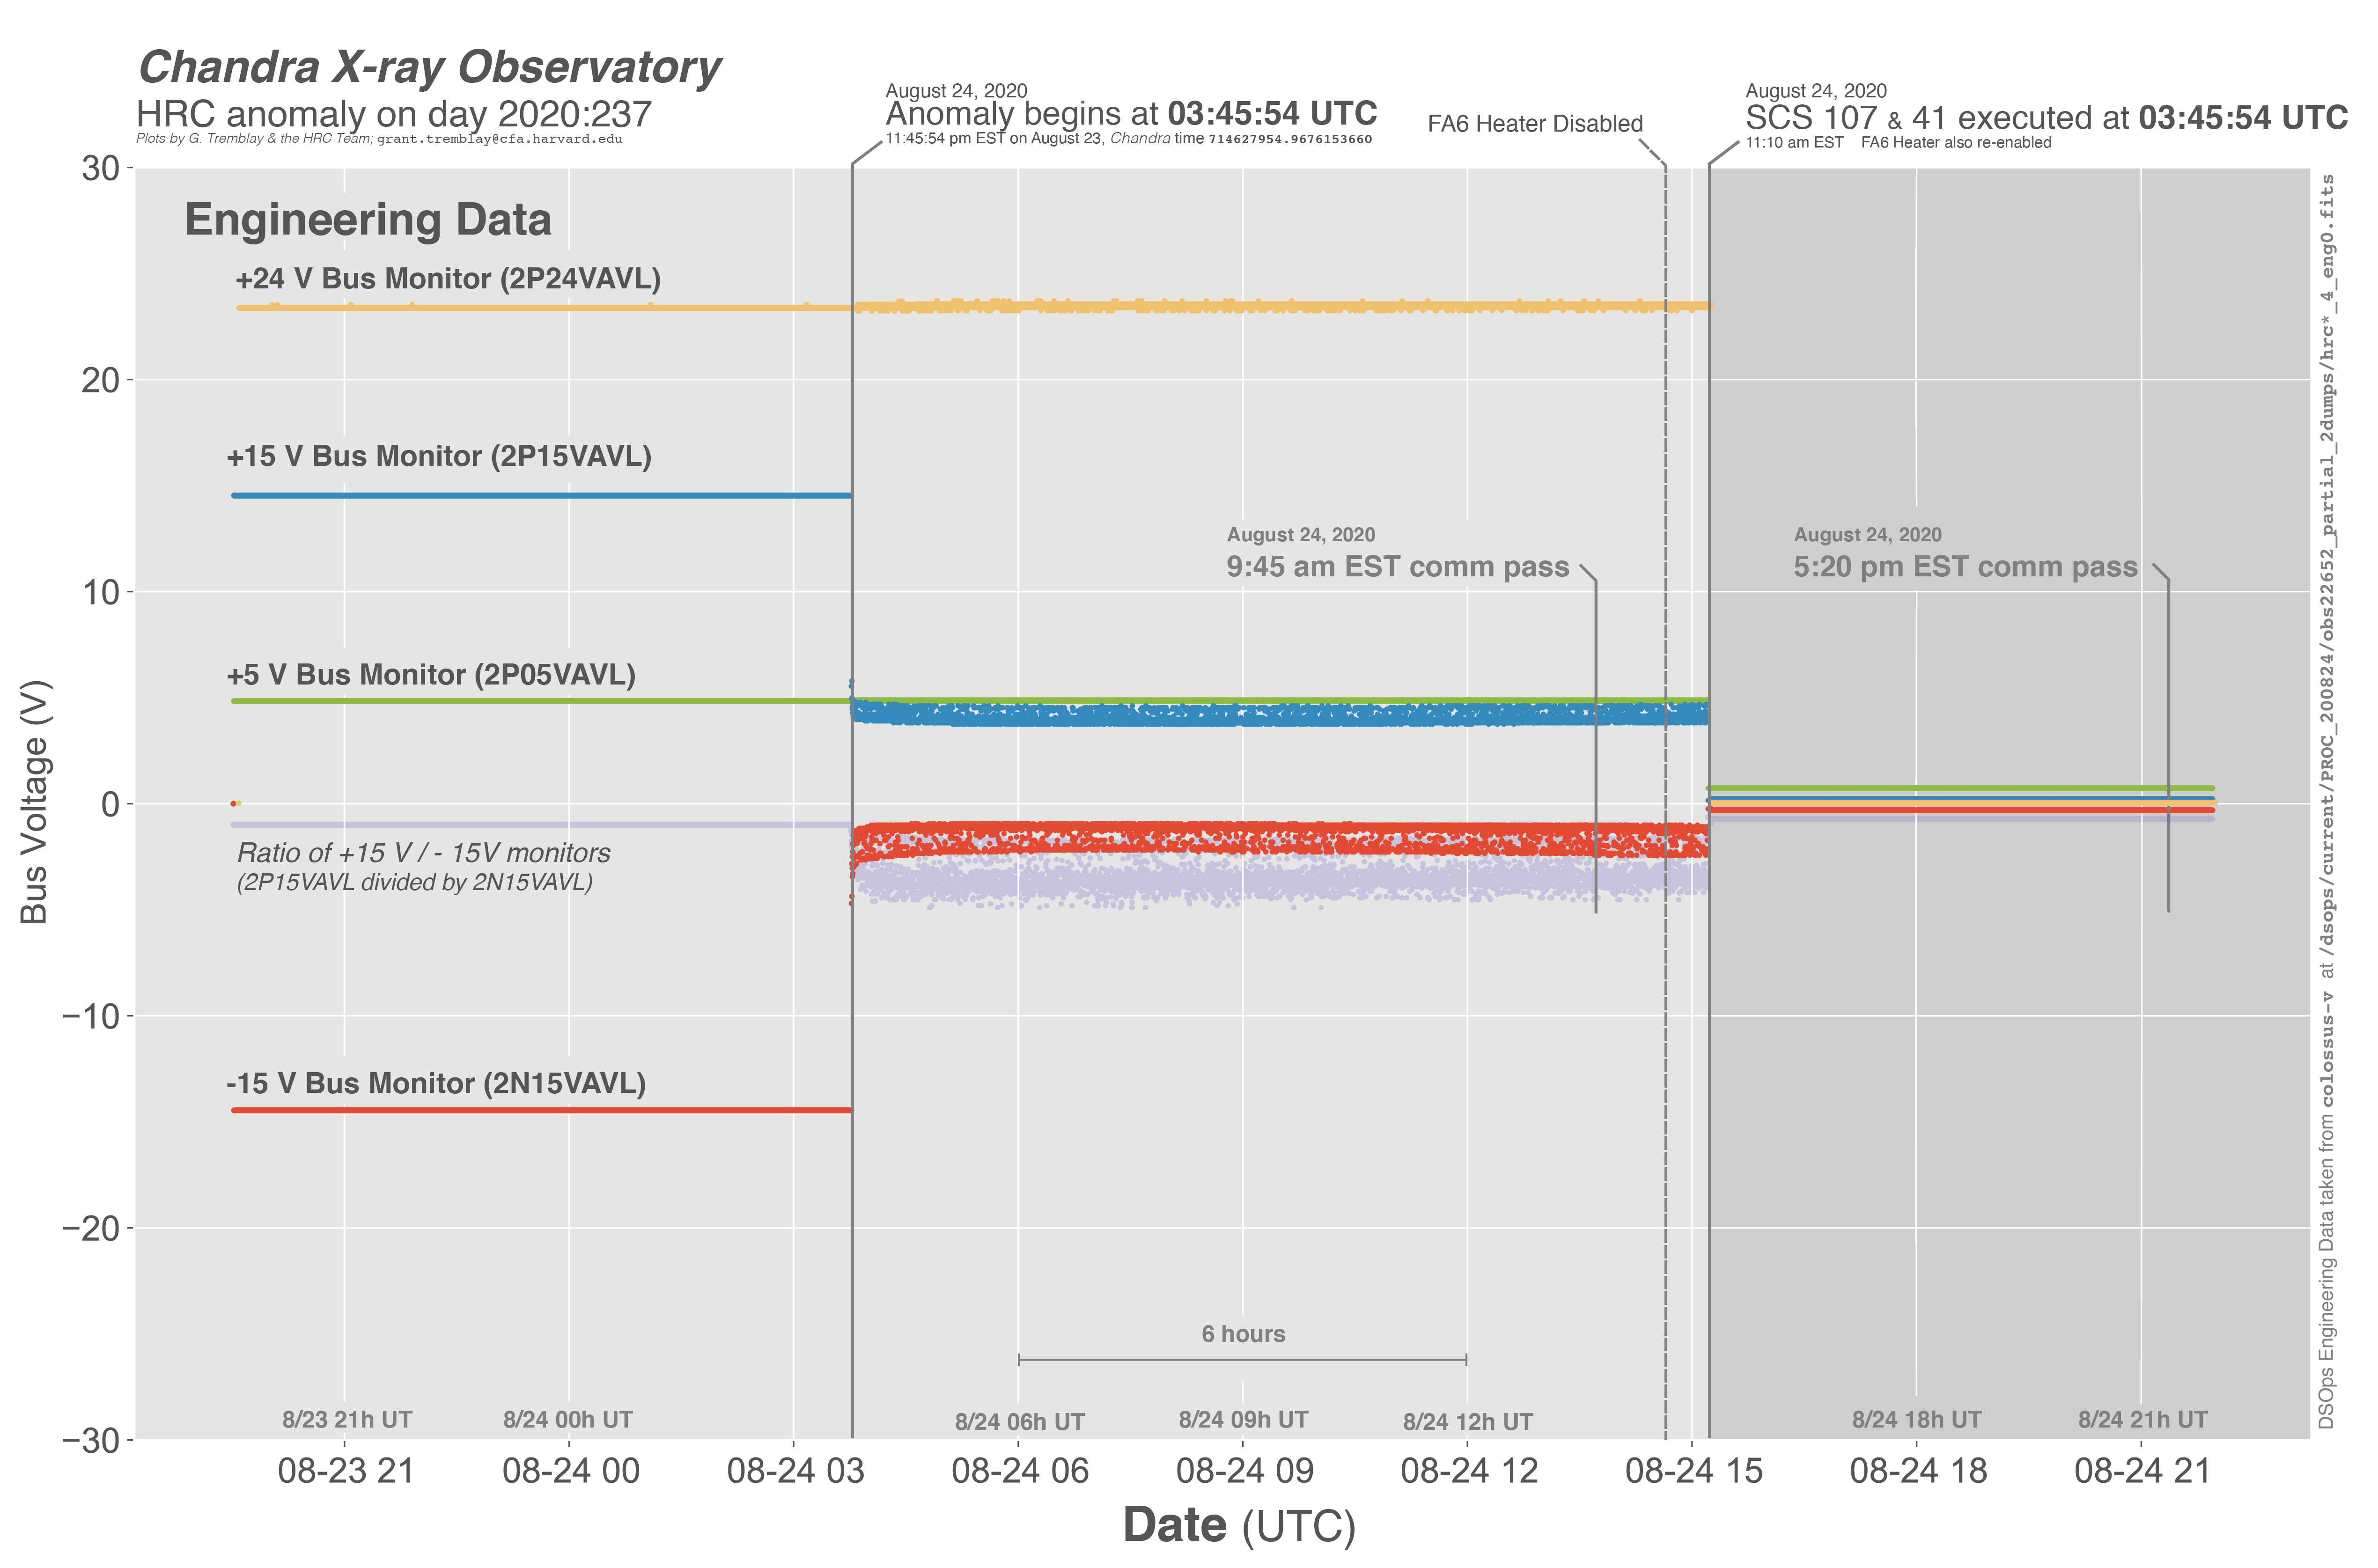 Chandra X-ray Observatory
HRC anomaly on day 2020:237
Plots by G. Tremblay & the HRC Team; grant.tremblay@cfa.harvard.edu
August 24, 2020
Anomaly begins at 03:45:54 UTC
11:45:54 pm EST on August 23, Chandra time 714627954.9676153660
FA6 Heater Disabled
August 24, 2020
SCS 107 & 41 executed at 03:45:54 UTC
11:10 am EST FA6 Heater also re-enabled
Engineering Data
+24 V Bus Monitor (2P24VAVL)
+15 V Bus Monitor (2P15VAVL)
August 24, 2020
9:45 am EST comm pass
August 24, 2020
5:20 pm EST comm pass
+5 V Bus Monitor (2P05VAVL)
Ratio of +15 V / - 15V monitors
(2P15VAVL divided by 2N15VAVL)
-15 V Bus Monitor (2N15VAVL)
6 hours
8/23 21h UT
8/24 00h UT
8/24 06h UT
8/24 09h UT
8/24 12h UT
8/24 18h UT
8/24 21h UT
30
20
10
0
−10
−20
−30
Bus Voltage (V)
08-23 21
08-24 00
08-24 03
08-24 06
08-24 09
08-24 12
08-24 15
08-24 18
08-24 21
Date (UTC)
DSOps Engineering Data taken from colossus-v at /dsops/current/PROC_200824/obs22652_partial_2dumps/hrc*_4_eng0.fits